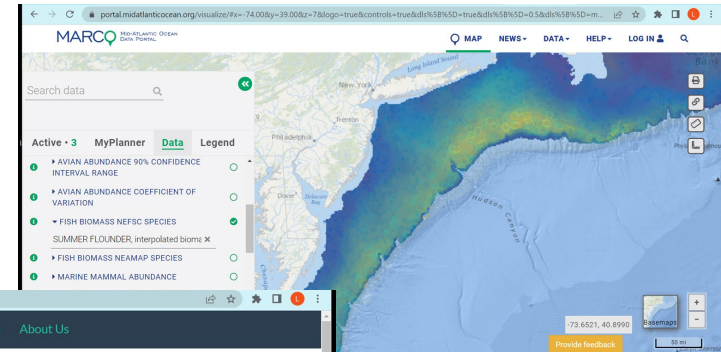 portal.midatlanticocean.org/visualize/#x=-74.00&y=39.00&z=7&logo=true&controls=true&dls%5B%5D=true&dls%5B%5D=0.5&dls%5B%5D=m...
MARCO MID-ATLANTIC OCEAN DATA PORTAL
MAP NEWS DATA HELP LOG IN
Search data
Active • 3 MyPlanner Data Legend
AVIAN ABUNDANCE 90% CONFIDENCE
INTERVAL RANGE
AVIAN ABUNDANCE COEFFICIENT OF
VARIATION
FISH BIOMASS NEFSC SPECIES
SUMMER FLOUNDER, interpolated bioma ×
FISH BIOMASS NEAMAP SPECIES
MARINE MAMMAL ABUNDANCE
Long Island Sound
New York
Trenton
Philadelphia
Dover
Delaware
Bay
Hudson
Canyon
-73.6521, 40.8990
Basemaps
+
−
50 mi
Provide feedback
L
About Us